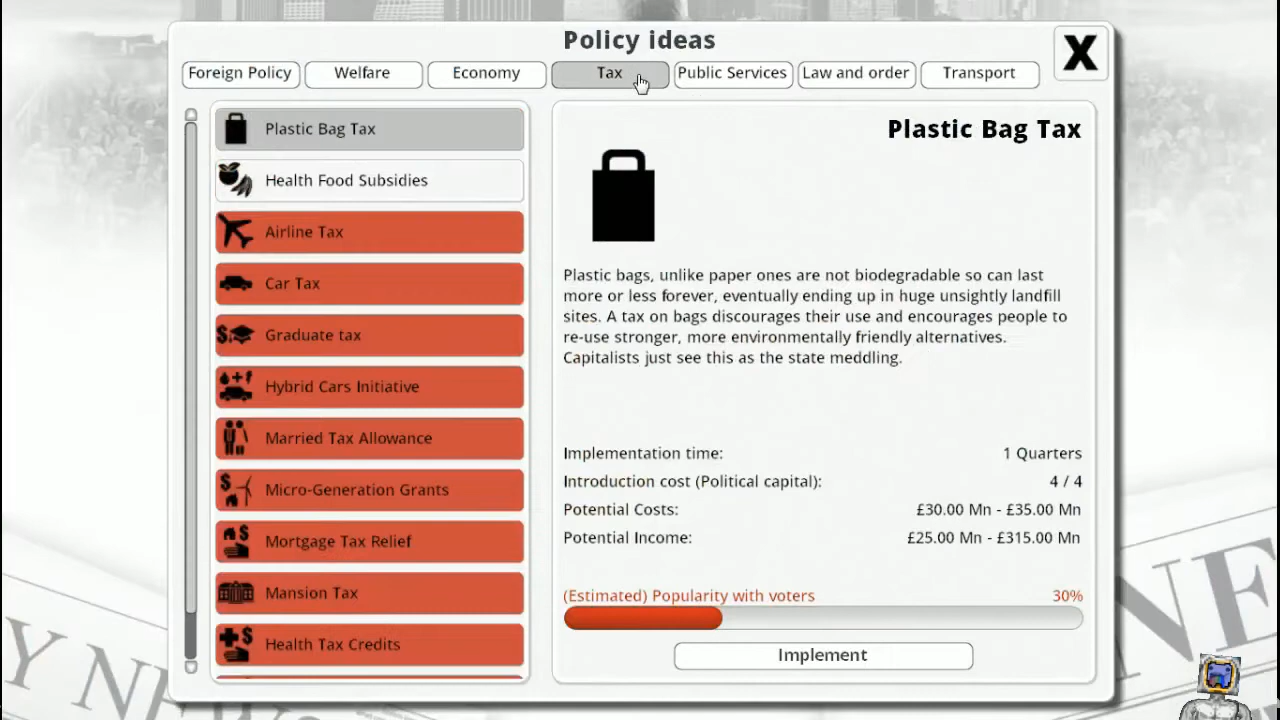 Policy ideas
X
Foreign Policy
Welfare
Economy
Tax
Public Services
Law and order
Transport
Plastic Bag Tax
Health Food Subsidies
Airline Tax
Car Tax
Graduate tax
Hybrid Cars Initiative
Married Tax Allowance
Micro-Generation Grants
Mortgage Tax Relief
Mansion Tax
Health Tax Credits
Plastic Bag Tax
Plastic bags, unlike paper ones are not biodegradable so can last
more or less forever, eventually ending up in huge unsightly landfill
sites. A tax on bags discourages their use and encourages people to
re-use stronger, more environmentally friendly alternatives.
Capitalists just see this as the state meddling.
Implementation time: 1 Quarters
Introduction cost (Political capital): 4 / 4
Potential Costs: £30.00 Mn - £35.00 Mn
Potential Income: £25.00 Mn - £315.00 Mn
(Estimated) Popularity with voters 30%
Implement